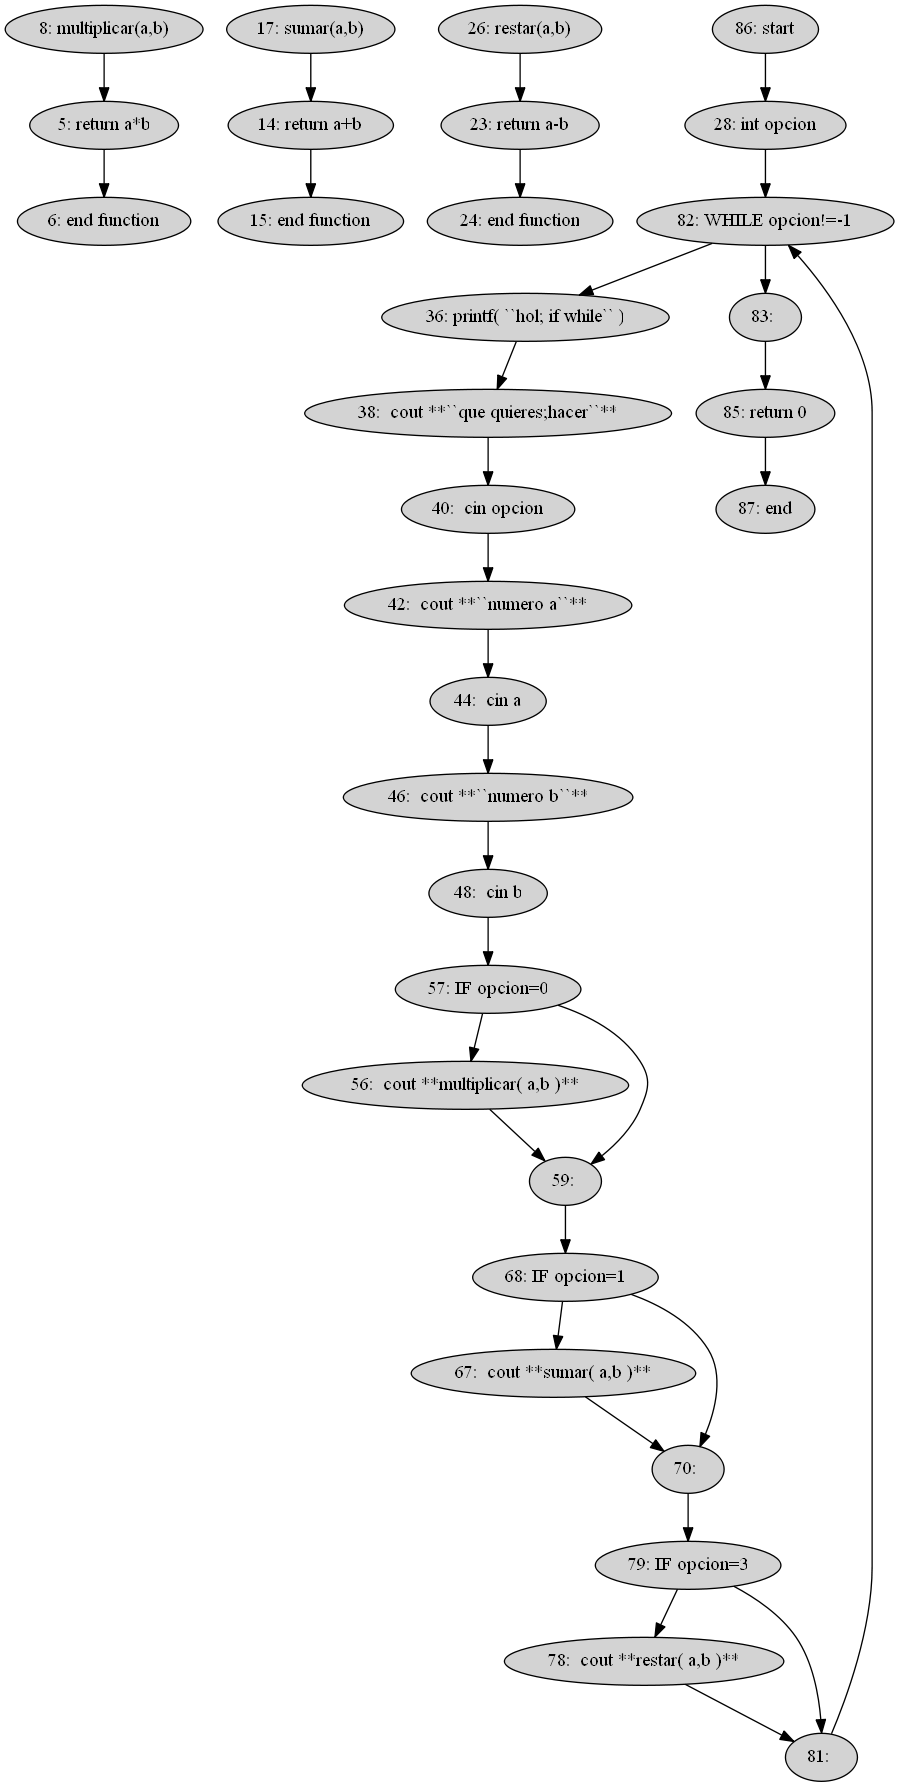 8: multiplicar(a,b)
17: sumar(a,b)
26: restar(a,b)
86: start
5: return a*b
14: return a+b
23: return a-b
28: int opcion
6: end function
15: end function
24: end function
82: WHILE opcion!=-1
36: printf( ``hol; if while`` )
83:
38:  cout **``que quieres;hacer``**
85: return 0
40:  cin opcion
87: end
42:  cout **``numero a``**
44:  cin a
46:  cout **``numero b``**
48:  cin b
57: IF opcion=0
56:  cout **multiplicar( a,b )**
59:
68: IF opcion=1
67:  cout **sumar( a,b )**
70:
79: IF opcion=3
78:  cout **restar( a,b )**
81: